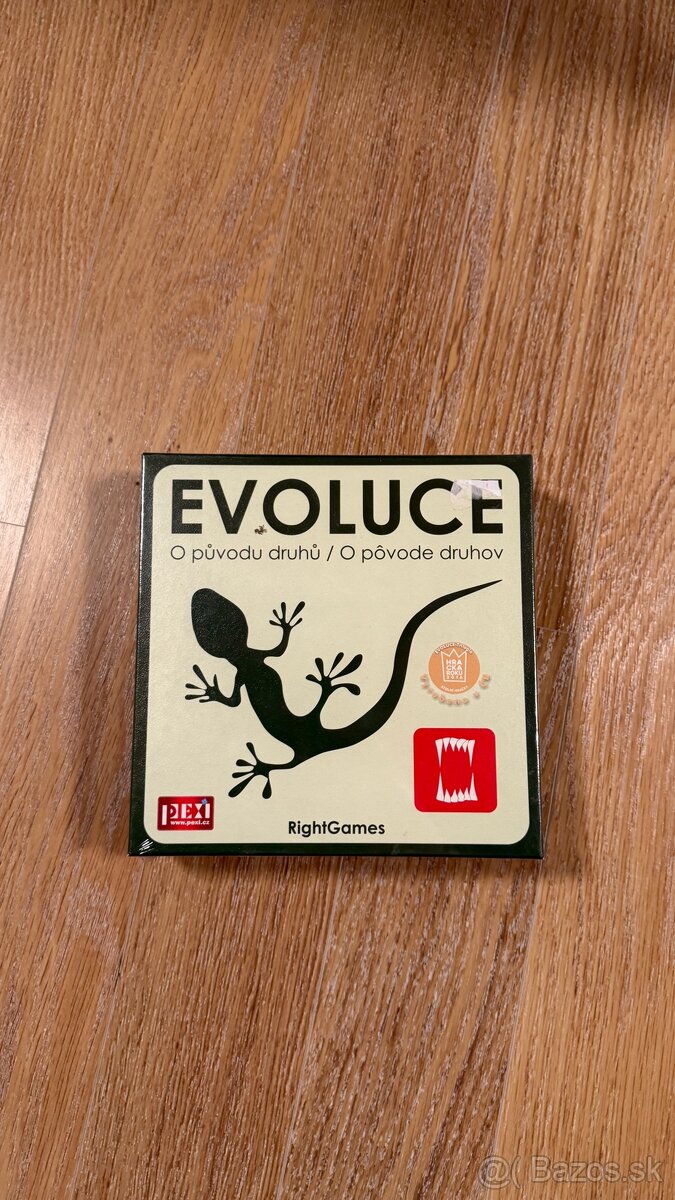 EVOLUCE
O původu druhů / O pôvode druhov
HRA
ČKA
ROKU
pexi
www.pexi.cz
RightGames
@( Bazos.sk